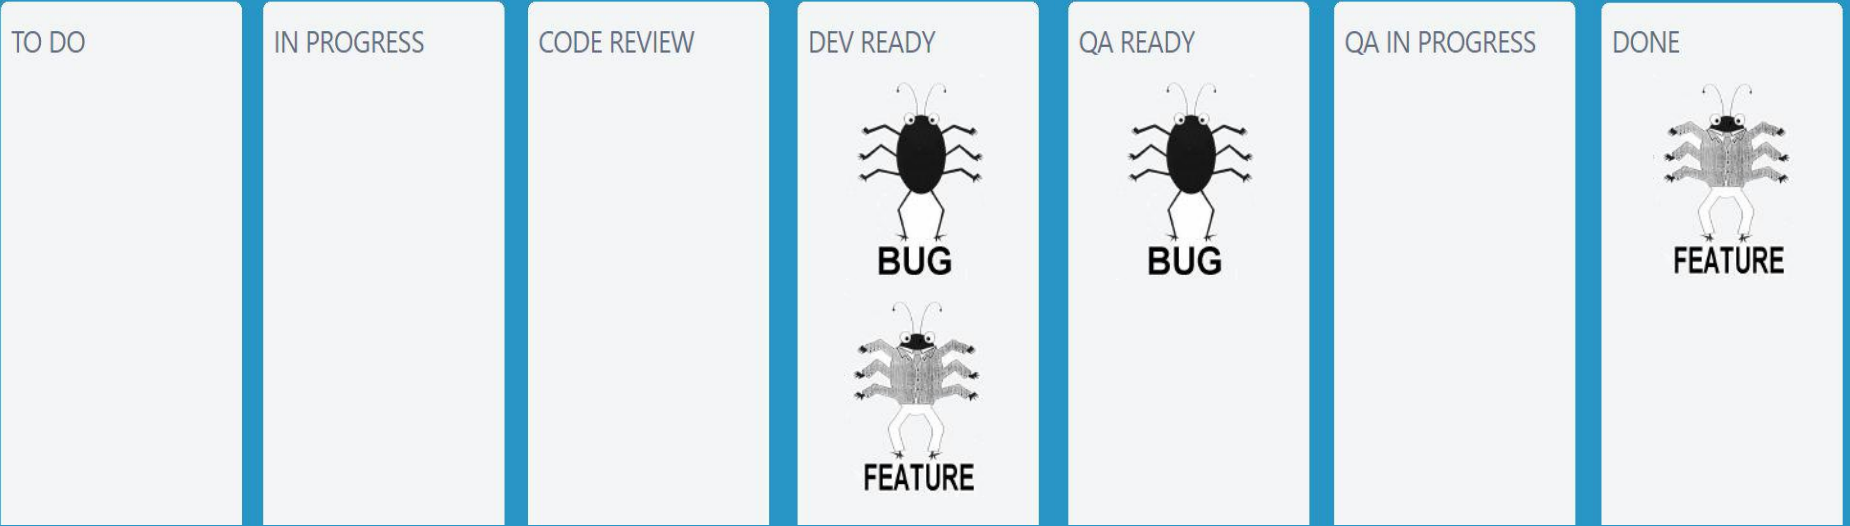 TO DO
IN PROGRESS
CODE REVIEW
DEV READY
QA READY
QA IN PROGRESS
DONE
BUG
BUG
FEATURE
FEATURE